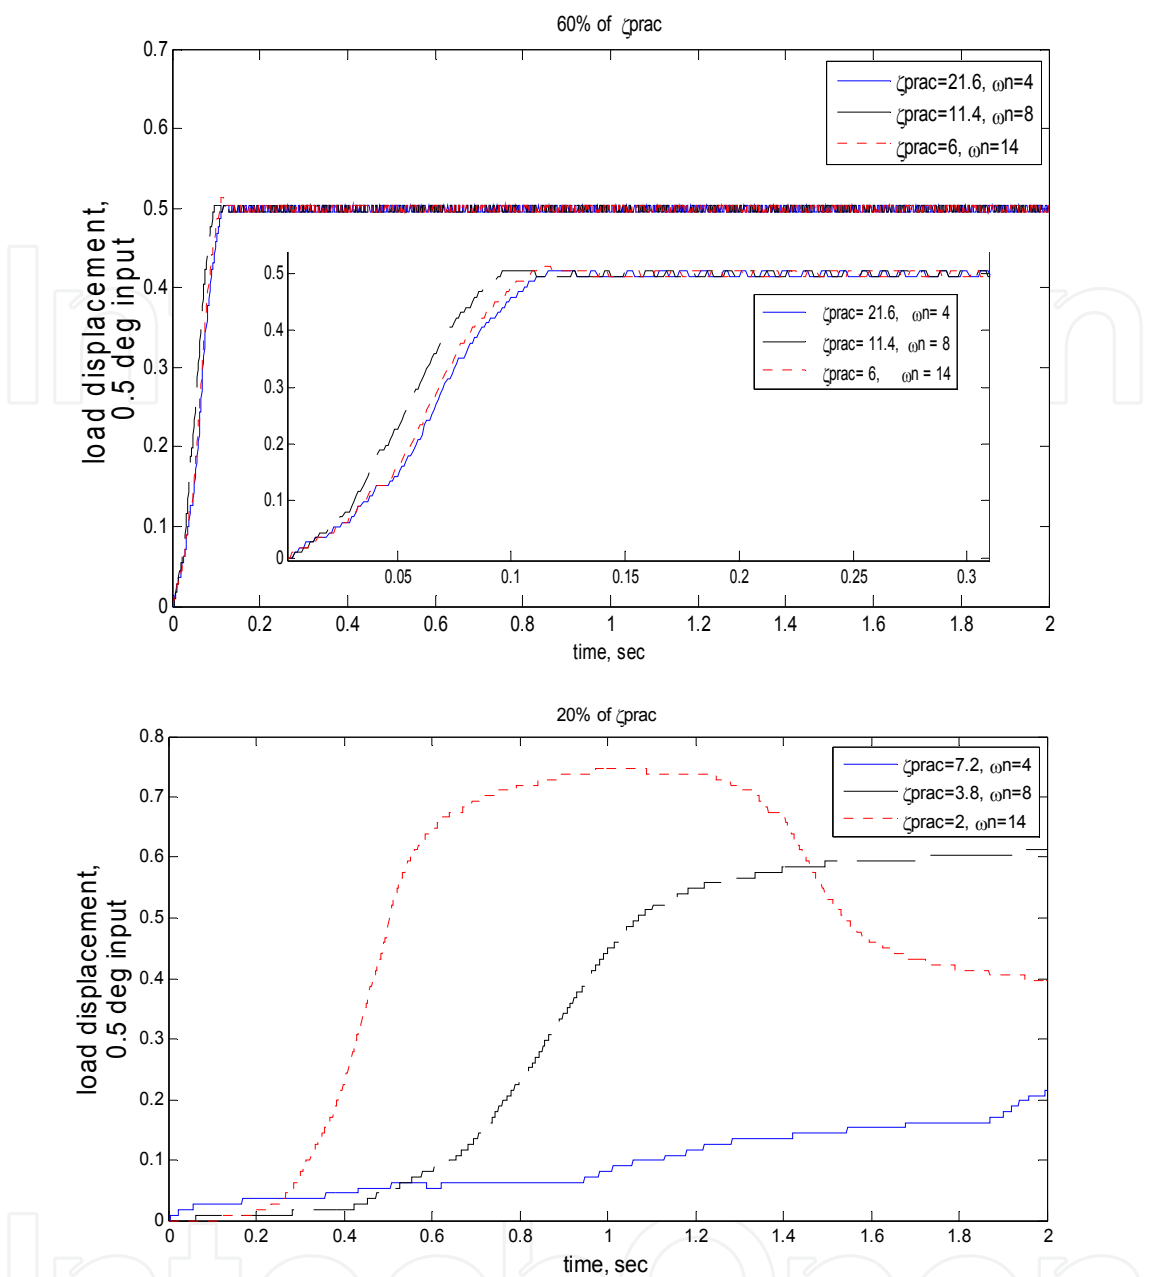 60% of ζprac
0.7
0.6
0.5
0.4
0.3
0.2
0.1
0
load displacement,
0.5 deg input
ζprac=21.6, ωn=4
ζprac=11.4, ωn=8
ζprac=6, ωn=14
0.5
0.4
0.3
0.2
0.1
0
ζprac= 21.6, ωn= 4
ζprac= 11.4, ωn = 8
ζprac= 6, ωn = 14
0.05 0.1 0.15 0.2 0.25 0.3
0 0.2 0.4 0.6 0.8 1 1.2 1.4 1.6 1.8 2
time, sec
20% of ζprac
0.8
0.7
0.6
0.5
0.4
0.3
0.2
0.1
0
load displacement,
0.5 deg input
ζprac=7.2, ωn=4
ζprac=3.8, ωn=8
ζprac=2, ωn=14
0 0.2 0.4 0.6 0.8 1 1.2 1.4 1.6 1.8 2
time, sec